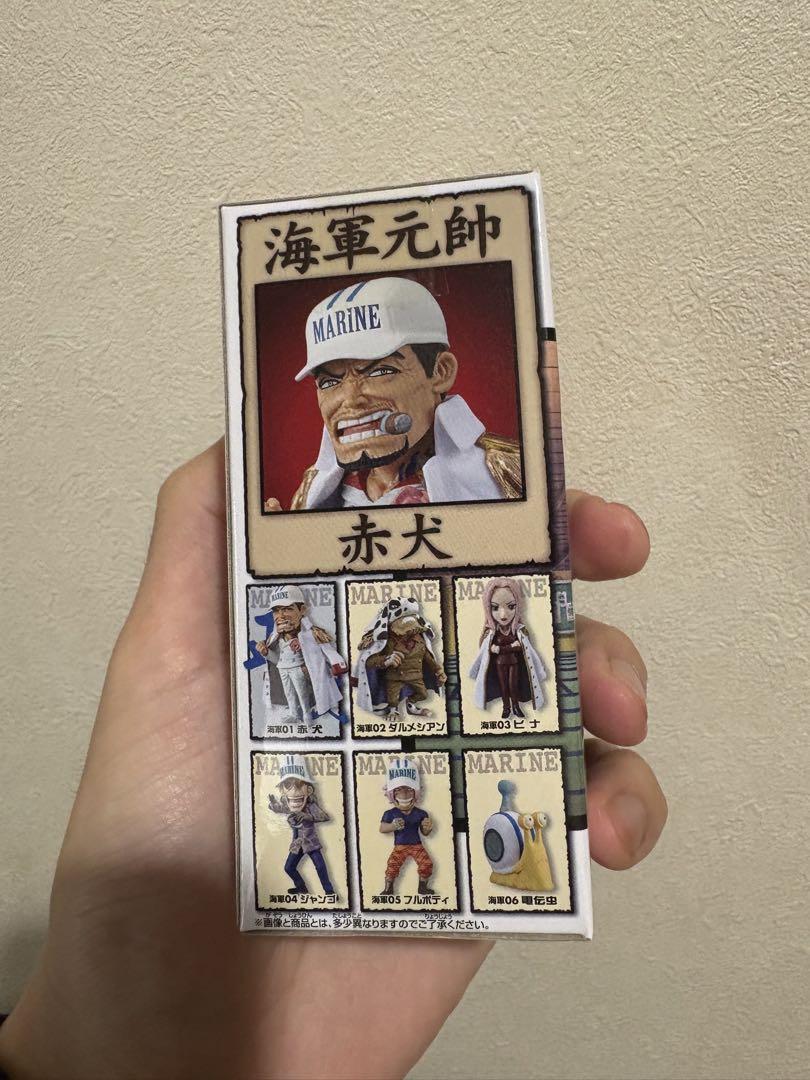 海軍元帥
MARINE
赤犬
MARINE
MARINE
海軍01 赤犬
MARINE
海軍02 ダルメシアン
MARINE
海軍03 ヒナ
MARINE
MARINE
海軍04 ジャンゴ
MARINE
MARINE
海軍05 フルボディ
MARINE
海軍06 電伝虫
※画像と商品とは、多少異なりますのでご了承ください。